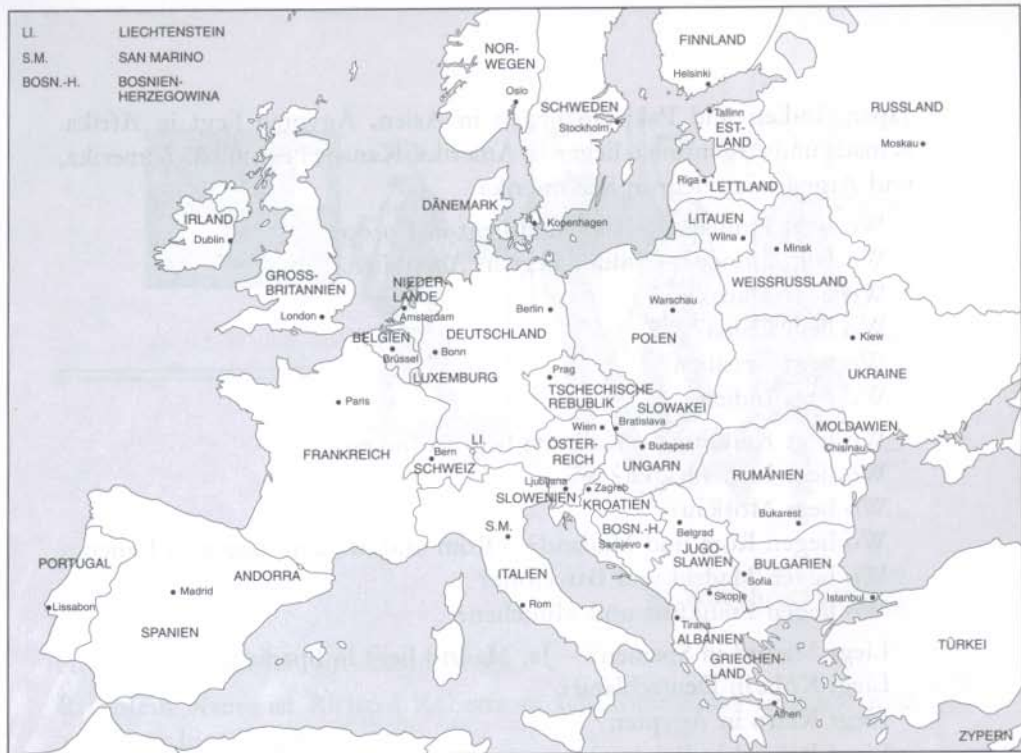 LI. LIECHTENSTEIN
S.M. SAN MARINO
BOSN.-H. BOSNIEN-
HERZEGOWINA
NOR-
WEGEN
Oslo
SCHWEDEN
Stockholm
FINNLAND
Helsinki
Tallinn
EST-
LAND
RUSSLAND
Moskau
Riga
LETTLAND
DÄNEMARK
Kopenhagen
LITAUEN
Wilna
Minsk
WEISSRUSSLAND
IRLAND
Dublin
GROSS-
BRITANNIEN
London
NIEDER-
LANDE
Amsterdam
BELGIEN
Brüssel
Berlin
DEUTSCHLAND
Bonn
LUXEMBURG
Warschau
POLEN
Kiew
UKRAINE
Prag
TSCHECHISCHE
REBUBLIK
SLOWAKEI
Bratislava
Wien
ÖSTER-
REICH
Budapest
UNGARN
MOLDAWIEN
Chisinau
Paris
FRANKREICH
LI.
Bern
SCHWEIZ
Ljubljana
SLOWENIEN
Zagreb
KROATIEN
RUMÄNIEN
Bukarest
S.M.
BOSN.-H.
Sarajevo
Belgrad
JUGO-
SLAWIEN
BULGARIEN
Sofia
Skopje
Istanbul
ITALIEN
Rom
Tirana
ALBANIEN
GRIECHEN-
LAND
Athen
TÜRKEI
ZYPERN
PORTUGAL
Lissabon
Madrid
SPANIEN
ANDORRA